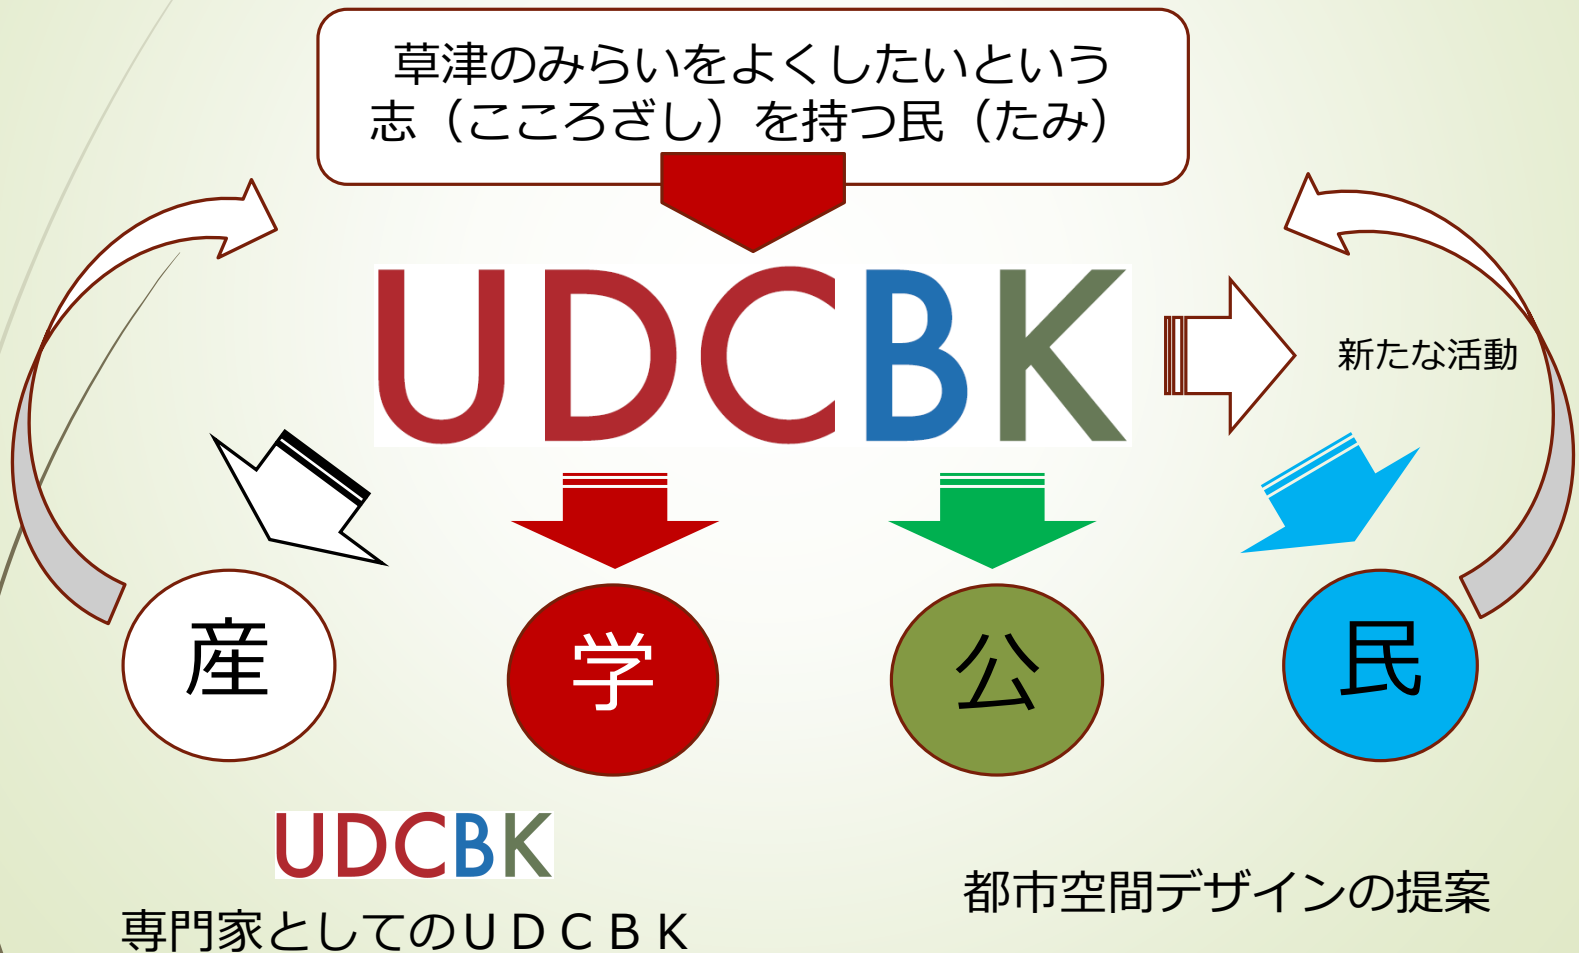 草津のみらいをよくしたいという
志（こころざし）を持つ民（たみ）
UDCBK
新たな活動
産
学
公
民
UDCBK
専門家としてのＵＤＣＢＫ
都市空間デザインの提案